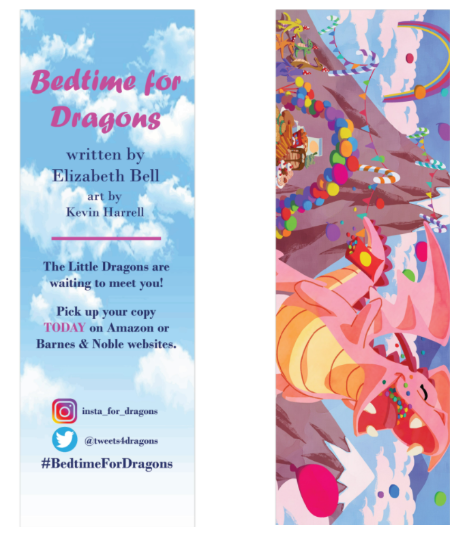 Bedtime for
Dragons
written by
Elizabeth Bell
art by
Kevin Harrell
The Little Dragons are
waiting to meet you!
Pick up your copy
TODAY on Amazon or
Barnes & Noble websites.
insta_for_dragons
@tweets4dragons
#BedtimeForDragons